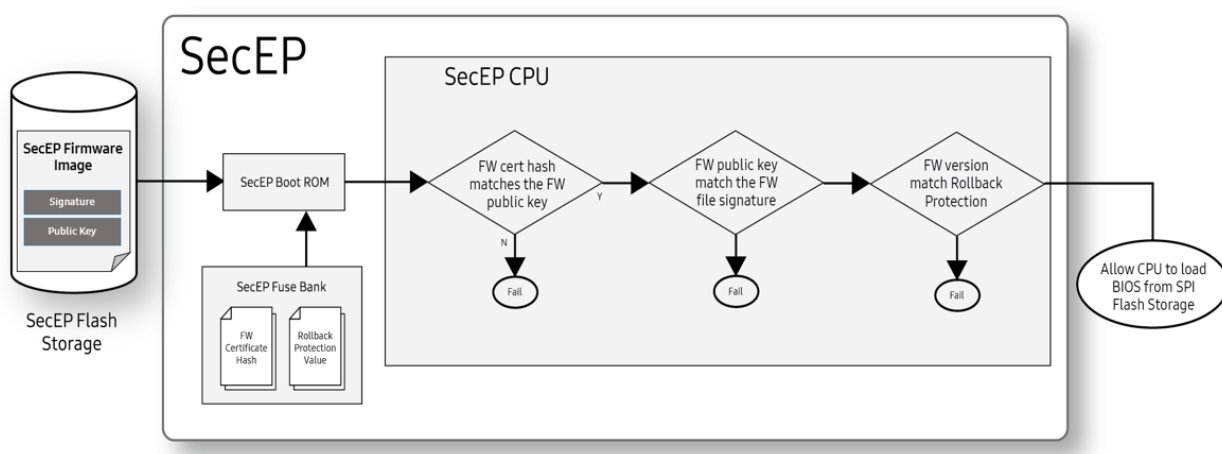 SecEP
SecEP CPU
SecEP Firmware
Image
Signature
Public Key
SecEP Flash
Storage
SecEP Boot ROM
SecEP Fuse Bank
FW
Certificate
Hash
Rollback
Protection
Value
FW cert hash
matches the FW
public key
Y
N
Fail
FW public key
match the FW
file signature
Fail
FW version
match Rollback
Protection
Fail
Allow CPU to load
BIOS from SPI
Flash Storage